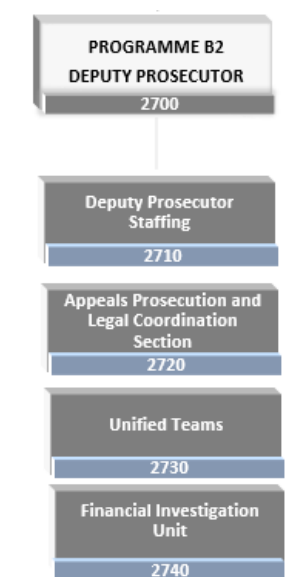 PROGRAMME B2
DEPUTY PROSECUTOR
2700
Deputy Prosecutor
Staffing
2710
Appeals Prosecution and
Legal Coordination
Section
2720
Unified Teams
2730
Financial Investigation
Unit
2740